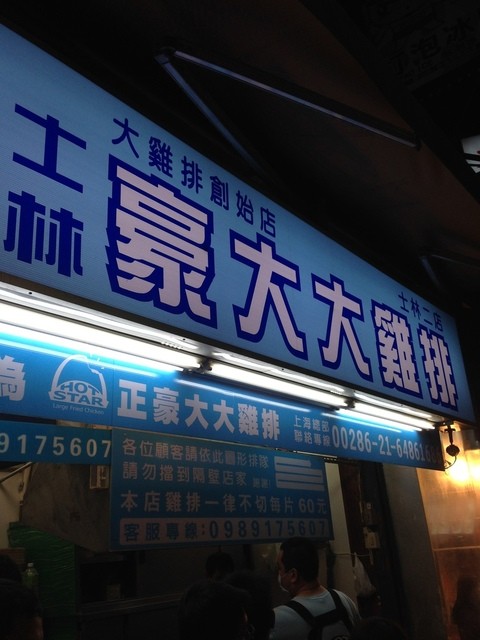 士林
大雞排創始店
豪大大雞排
士林二店
HOT STAR
Large Fried Chicken
正豪大大雞排
上海總部
聯絡專線
00286-21-64861
9175607
各位顧客請依此圖形排隊
請勿擋到隔壁店家
本店雞排一律不切每片60元
客服專線:0989175607